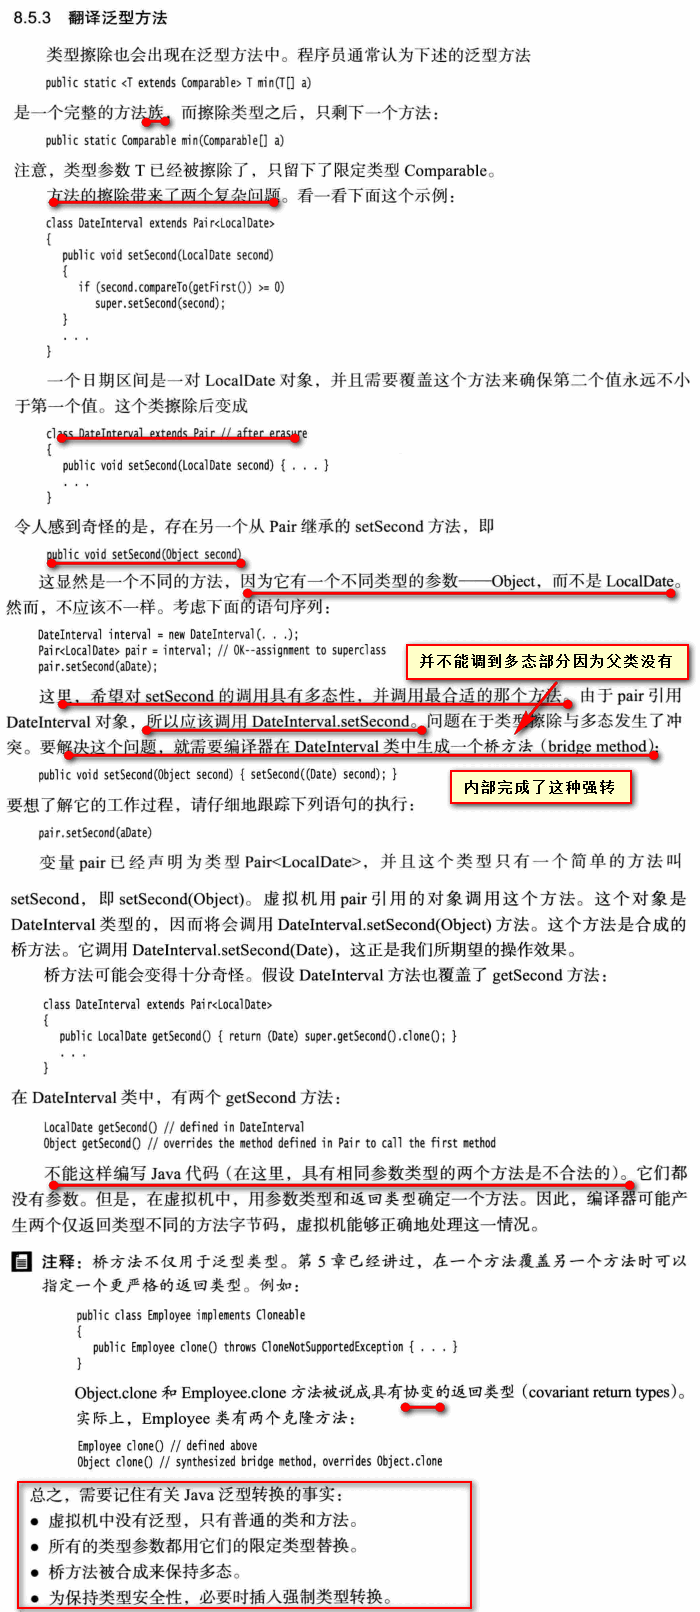 8.5.3 翻译泛型方法
类型擦除也会出现在泛型方法中。程序员通常认为下述的泛型方法
public static <T extends Comparable> T min(T[] a)
是一个完整的方法族，而擦除类型之后，只剩下一个方法：
public static Comparable min(Comparable[] a)
注意，类型参数 T 已经被擦除了，只留下了限定类型 Comparable。
方法的擦除带来了两个复杂问题。看一看下面这个示例：
class DateInterval extends Pair<LocalDate>
{
public void setSecond(LocalDate second)
{
if (second.compareTo(getFirst()) >= 0)
super.setSecond(second);
}
. . .
}
一个日期区间是一对 LocalDate 对象，并且需要覆盖这个方法来确保第二个值永远不小
于第一个值。这个类擦除后变成
class DateInterval extends Pair // after erasure
{
public void setSecond(LocalDate second) { . . . }
. . .
}
令人感到奇怪的是，存在另一个从 Pair 继承的 setSecond 方法，即
public void setSecond(Object second)
这显然是一个不同的方法，因为它有一个不同类型的参数——Object，而不是 LocalDate。
然而，不应该不一样。考虑下面的语句序列：
DateInterval interval = new DateInterval(. . .);
Pair<LocalDate> pair = interval; // OK--assignment to superclass
pair.setSecond(aDate);
并不能调到多态部分因为父类没有
这里，希望对 setSecond 的调用具有多态性，并调用最合适的那个方法。由于 pair 引用
DateInterval 对象，所以应该调用 DateInterval.setSecond。问题在于类型擦除与多态发生了冲
突。要解决这个问题，就需要编译器在 DateInterval 类中生成一个桥方法（bridge method）：
public void setSecond(Object second) { setSecond((Date) second); }
内部完成了这种强转
要想了解它的工作过程，请仔细地跟踪下列语句的执行：
pair.setSecond(aDate)
变量 pair 已经声明为类型 Pair<LocalDate>，并且这个类型只有一个简单的方法叫
setSecond，即 setSecond(Object)。虚拟机用 pair 引用的对象调用这个方法。这个对象是
DateInterval 类型的，因而将会调用 DateInterval.setSecond(Object) 方法。这个方法是合成的
桥方法。它调用 DateInterval.setSecond(Date)，这正是我们所期望的操作效果。
桥方法可能会变得十分奇怪。假设 DateInterval 方法也覆盖了 getSecond 方法：
class DateInterval extends Pair<LocalDate>
{
public LocalDate getSecond() { return (Date) super.getSecond().clone(); }
. . .
}
在 DateInterval 类中，有两个 getSecond 方法：
LocalDate getSecond() // defined in DateInterval
Object getSecond() // overrides the method defined in Pair to call the first method
不能这样编写 Java 代码（在这里，具有相同参数类型的两个方法是不合法的）。它们都
没有参数。但是，在虚拟机中，用参数类型和返回类型确定一个方法。因此，编译器可能产
生两个仅返回类型不同的方法字节码，虚拟机能够正确地处理这一情况。
注释：桥方法不仅用于泛型类型。第 5 章已经讲过，在一个方法覆盖另一个方法时可以
指定一个更严格的返回类型。例如：
public class Employee implements Cloneable
{
public Employee clone() throws CloneNotSupportedException { . . . }
}
Object.clone 和 Employee.clone 方法被说成具有协变的返回类型（covariant return types）。
实际上，Employee 类有两个克隆方法：
Employee clone() // defined above
Object clone() // synthesized bridge method, overrides Object.clone
总之，需要记住有关 Java 泛型转换的事实：
● 虚拟机中没有泛型，只有普通的类和方法。
● 所有的类型参数都用它们的限定类型替换。
● 桥方法被合成来保持多态。
● 为保持类型安全性，必要时插入强制类型转换。